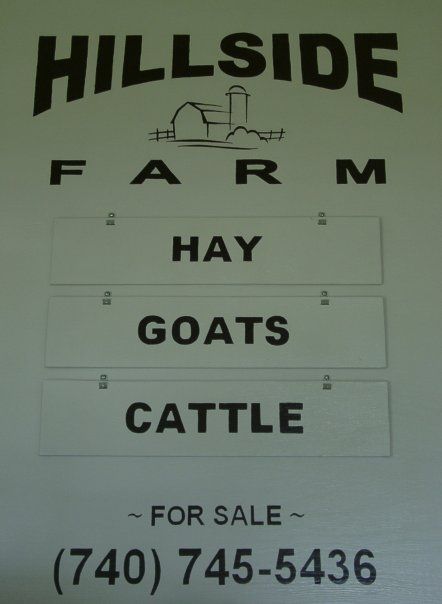 HILLSIDE
FARM
HAY
GOATS
CATTLE
~ FOR SALE ~
(740) 745-5436